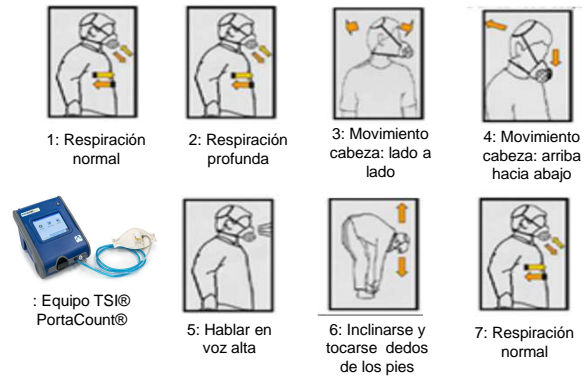 1: Respiración
normal
2: Respiración
profunda
3: Movimiento
cabeza: lado a
lado
4: Movimiento
cabeza: arriba
hacia abajo
: Equipo TSI®
PortaCount®
5: Hablar en
voz alta
6: Inclinarse y
tocarse dedos
de los pies
7: Respiración
normal